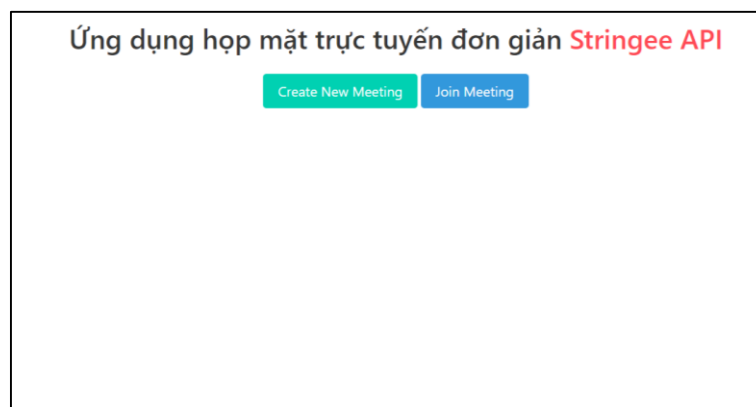 Ứng dụng họp mặt trực tuyến đơn giản Stringee API
Create New Meeting Join Meeting